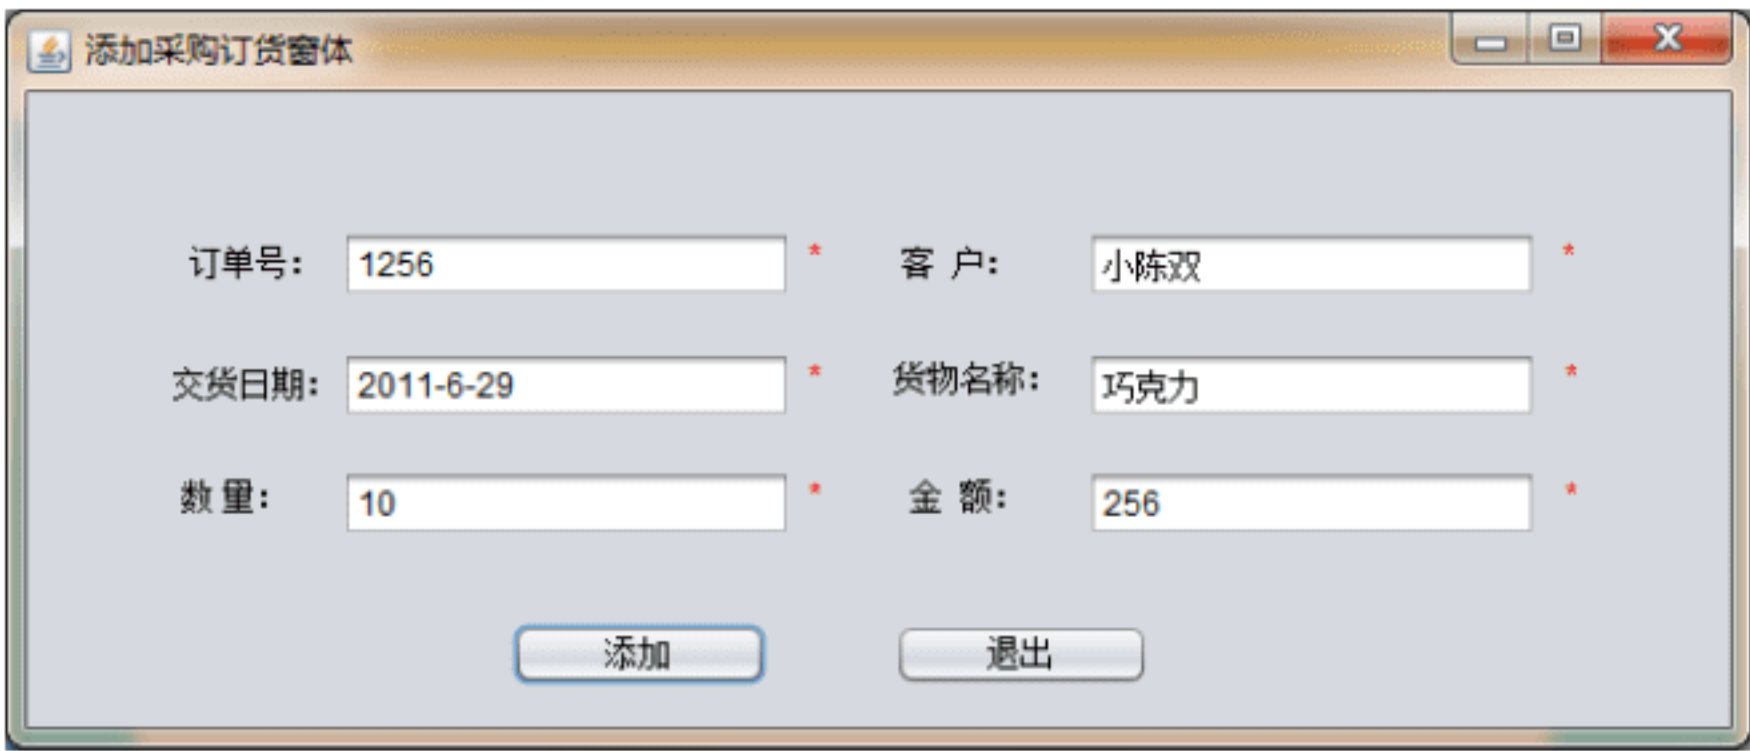 添加采购订货窗体
订单号： 1256 * 客 户： 小陈双 *
交货日期： 2011-6-29 * 货物名称： 巧克力 *
数 量： 10 * 金 额： 256 *
添加 退出